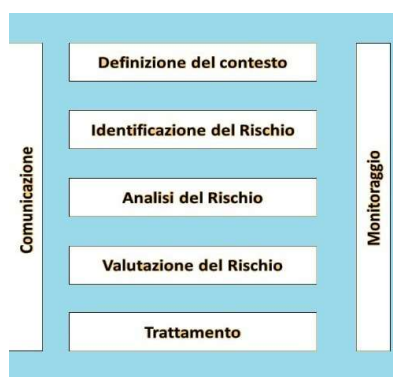 Comunicazione
Definizione del contesto
Identificazione del Rischio
Analisi del Rischio
Valutazione del Rischio
Trattamento
Monitoraggio